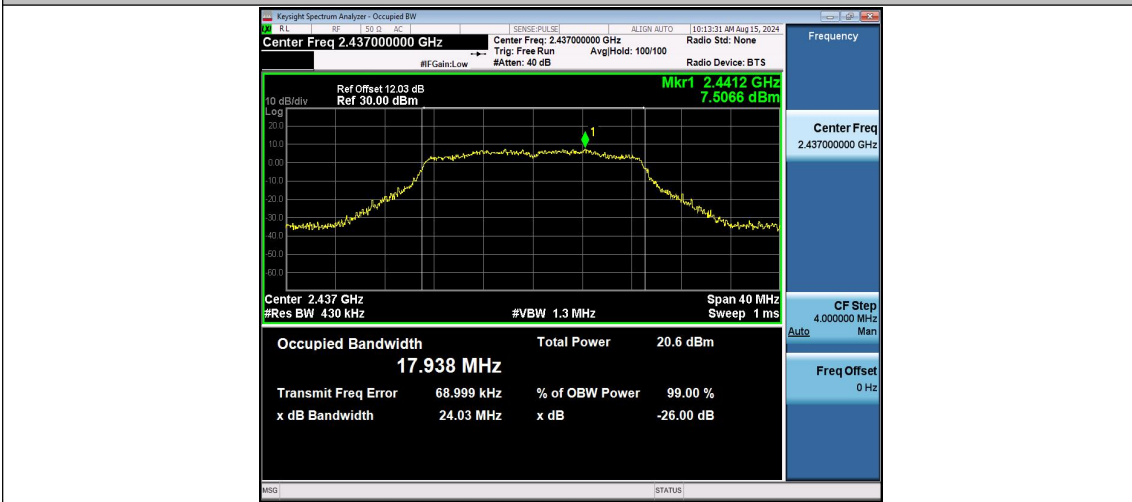 Keysight Spectrum Analyzer - Occupied BW
RL RF 50 Ω AC SENSE:PULSE ALIGN AUTO 10:13:31 AM Aug 15, 2024
Center Freq 2.437000000 GHz
Center Freq: 2.437000000 GHz
Radio Std: None
Trig: Free Run Avg|Hold: 100/100
#IFGain:Low #Atten: 40 dB Radio Device: BTS
Ref Offset 12.03 dB
10 dB/div Ref 30.00 dBm
Mkr1 2.4412 GHz
7.5066 dBm
Log
20.0
10.0
0.00
-10.0
-20.0
-30.0
-40.0
-50.0
-60.0
1
Center 2.437 GHz Span 40 MHz
#Res BW 430 kHz #VBW 1.3 MHz Sweep 1 ms
Occupied Bandwidth Total Power 20.6 dBm
17.938 MHz
Transmit Freq Error 68.999 kHz % of OBW Power 99.00 %
x dB Bandwidth 24.03 MHz x dB -26.00 dB
MSG STATUS
Frequency
Center Freq
2.437000000 GHz
CF Step
4.000000 MHz
Auto Man
Freq Offset
0 Hz